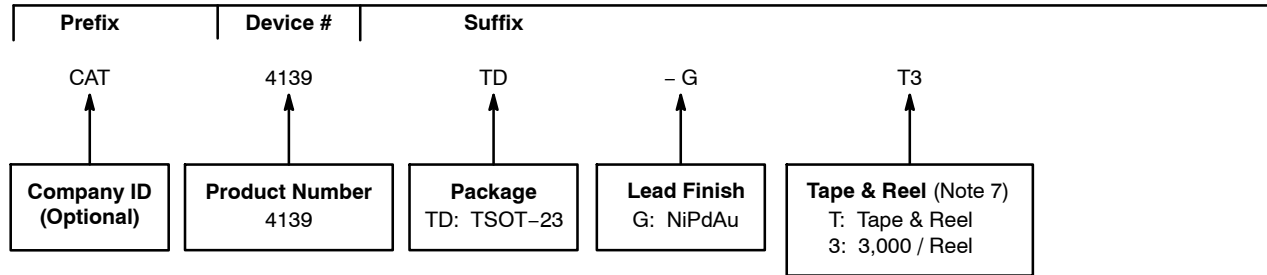 Prefix Device # Suffix
CAT 4139 TD – G T3
Company ID
(Optional)
Product Number
4139
Package
TD: TSOT–23
Lead Finish
G: NiPdAu
Tape & Reel (Note 7)
T: Tape & Reel
3: 3,000 / Reel